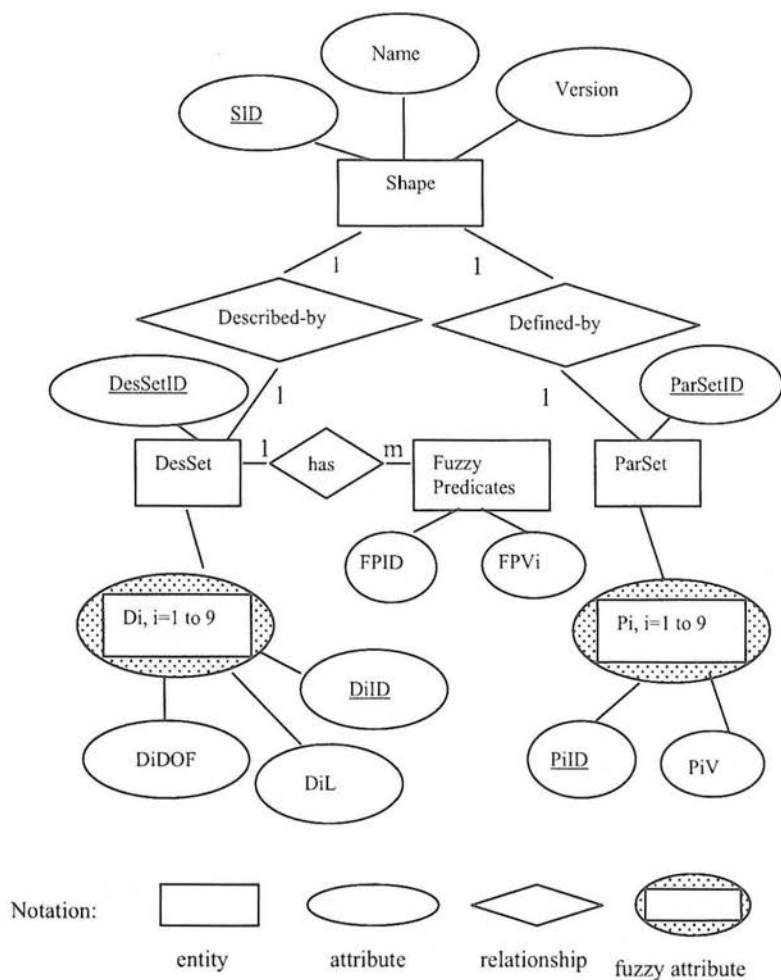 Name
SID
Version
Shape
1
1
Described-by
Defined-by
DesSetID
1
1
ParSetID
DesSet
1
has
m
Fuzzy
Predicates
ParSet
FPID
FPVi
Di, i=1 to 9
Pi, i=1 to 9
DiID
DiDOF
DiL
PiID
PiV
Notation:
entity
attribute
relationship
fuzzy attribute